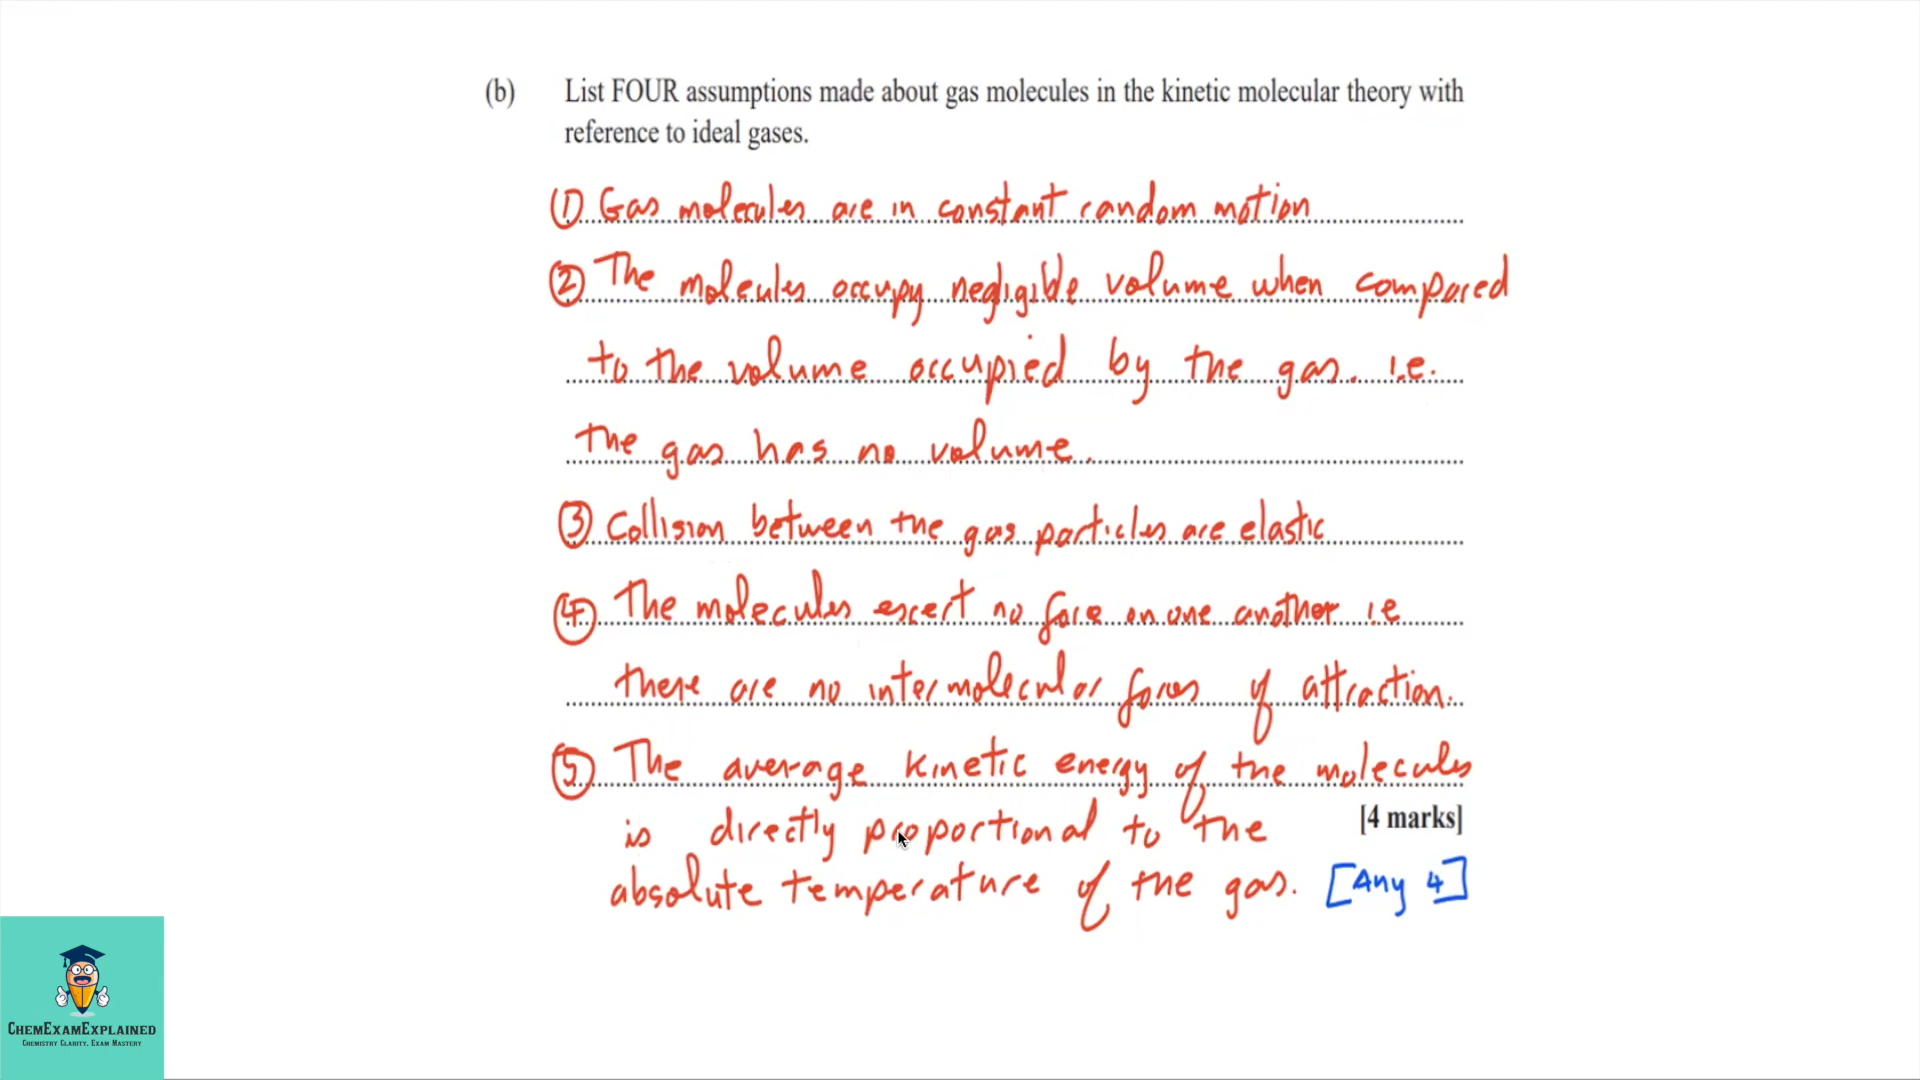 (b) List FOUR assumptions made about gas molecules in the kinetic molecular theory with
reference to ideal gases.
① Gas molecules are in constant random motion
② The molecules occupy negligible volume when compared
to the volume occupied by the gas. i.e.
the gas has no volume.
③ Collision between the gas particles are elastic
④ The molecules exert no force on one another i.e
there are no intermolecular forces of attraction.
⑤ The average kinetic energy of the molecules
is directly proportional to the
[4 marks]
absolute temperature of the gas. [Any 4]
CHEMEXAMEXPLAINED
CHEMISTRY CLARITY, EXAM MASTERY